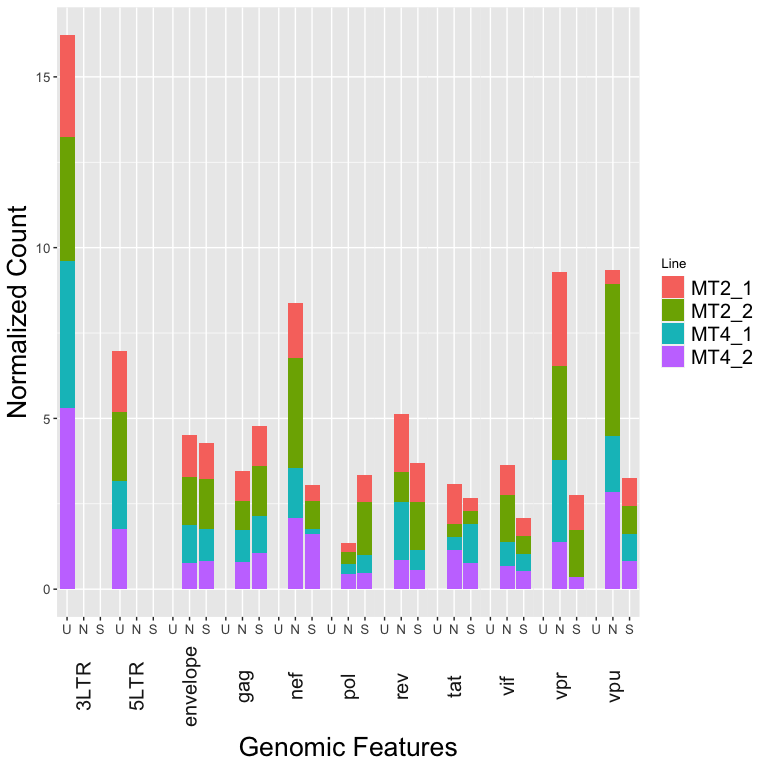 Normalized Count
15
10
5
0
U N S U N S U N S U N S U N S U N S U N S U N S U N S U N S U N S
3LTR 5LTR envelope gag nef pol rev tat vif vpr vpu
Genomic Features
Line
MT2_1
MT2_2
MT4_1
MT4_2